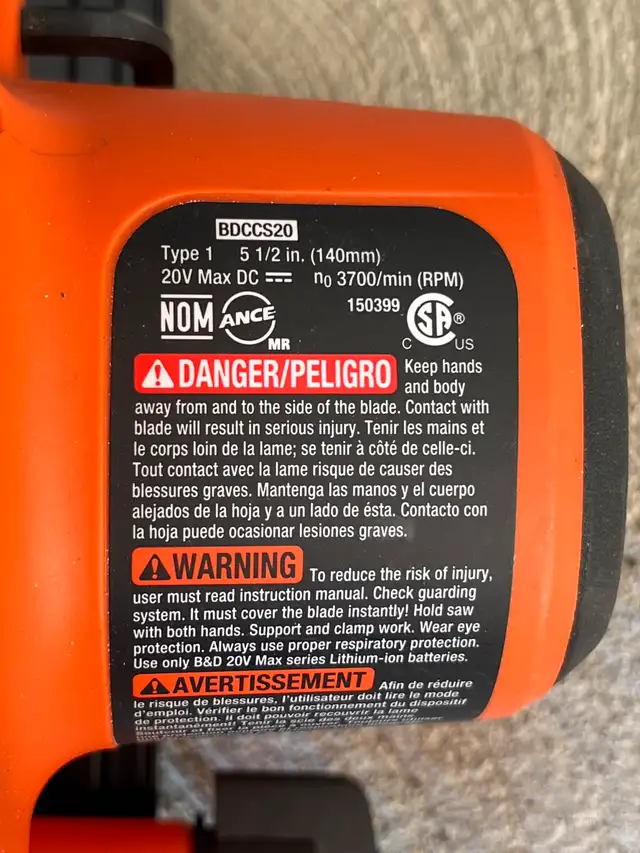 BDCCS20
Type 1 5 1/2 in. (140mm)
20V Max DC n0 3700/min (RPM)
NOM ANCE MR 150399 C SA ® US
DANGER/PELIGRO Keep hands
and body
away from and to the side of the blade. Contact with
blade will result in serious injury. Tenir les mains et
le corps loin de la lame; se tenir à côté de celle-ci.
Tout contact avec la lame risque de causer des
blessures graves. Mantenga las manos y el cuerpo
alejados de la hoja y a un lado de ésta. Contacto con
la hoja puede ocasionar lesiones graves.
WARNING To reduce the risk of injury,
user must read instruction manual. Check guarding
system. It must cover the blade instantly! Hold saw
with both hands. Support and clamp work. Wear eye
protection. Always use proper respiratory protection.
Use only B&D 20V Max series Lithium-ion batteries.
AVERTISSEMENT Afin de réduire
le risque de blessures, l'utilisateur doit lire le mode
d'emploi. Vérifier le bon fonctionnement du dispositif
de protection. Il doit pouvoir recouvrir la lame
instantanément! Tenir la scie des deux mains.